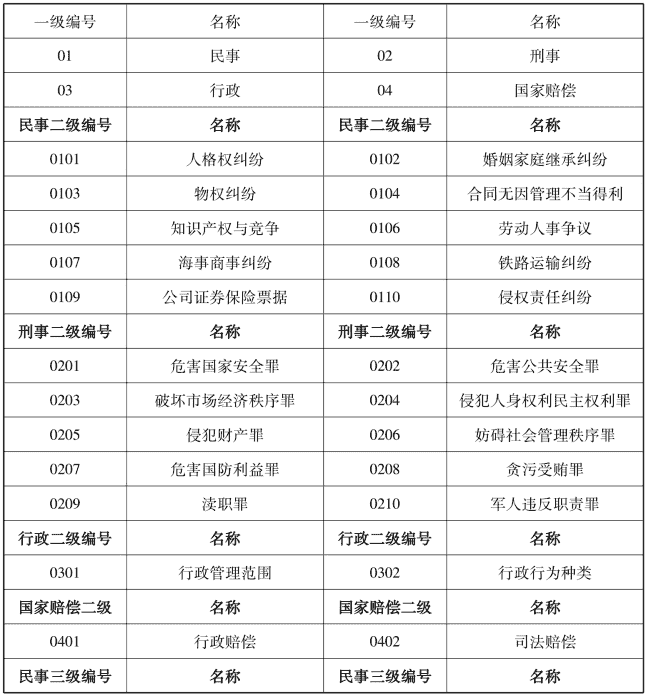 一级编号 名称 一级编号 名称
01 民事 02 刑事
03 行政 04 国家赔偿
民事二级编号 名称 民事二级编号 名称
0101 人格权纠纷 0102 婚姻家庭继承纠纷
0103 物权纠纷 0104 合同无因管理不当得利
0105 知识产权与竞争 0106 劳动人事争议
0107 海事商事纠纷 0108 铁路运输纠纷
0109 公司证券保险票据 0110 侵权责任纠纷
刑事二级编号 名称 刑事二级编号 名称
0201 危害国家安全罪 0202 危害公共安全罪
0203 破坏市场经济秩序罪 0204 侵犯人身权利民主权利罪
0205 侵犯财产罪 0206 妨碍社会管理秩序罪
0207 危害国防利益罪 0208 贪污受贿罪
0209 渎职罪 0210 军人违反职责罪
行政二级编号 名称 行政二级编号 名称
0301 行政管理范围 0302 行政行为种类
国家赔偿二级 名称 国家赔偿二级 名称
0401 行政赔偿 0402 司法赔偿
民事三级编号 名称 民事三级编号 名称